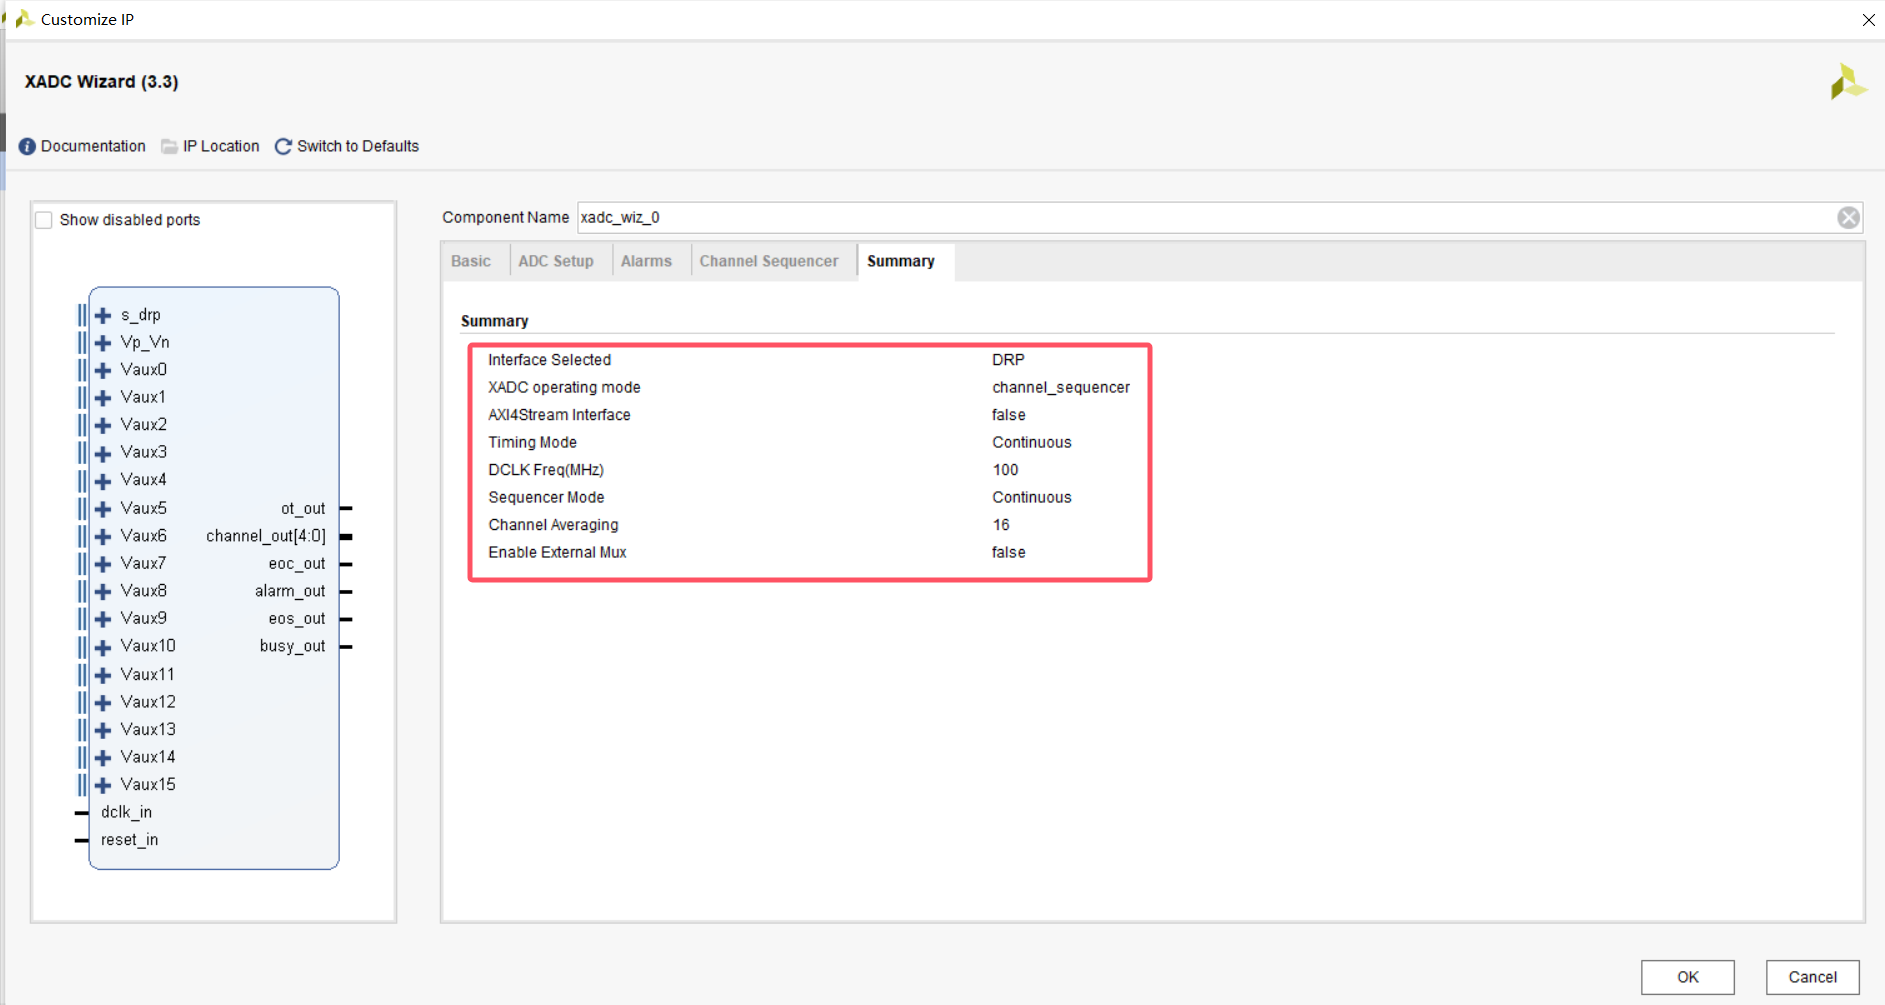 Customize IP
XADC Wizard (3.3)
Documentation IP Location Switch to Defaults
Show disabled ports
s_drp
Vp_Vn
Vaux0
Vaux1
Vaux2
Vaux3
Vaux4
Vaux5
Vaux6
Vaux7
Vaux8
Vaux9
Vaux10
Vaux11
Vaux12
Vaux13
Vaux14
Vaux15
dclk_in
reset_in
ot_out
channel_out[4:0]
eoc_out
alarm_out
eos_out
busy_out
Component Name xadc_wiz_0
Basic ADC Setup Alarms Channel Sequencer Summary
Summary
Interface Selected DRP
XADC operating mode channel_sequencer
AXI4Stream Interface false
Timing Mode Continuous
DCLK Freq(MHz) 100
Sequencer Mode Continuous
Channel Averaging 16
Enable External Mux false
OK Cancel